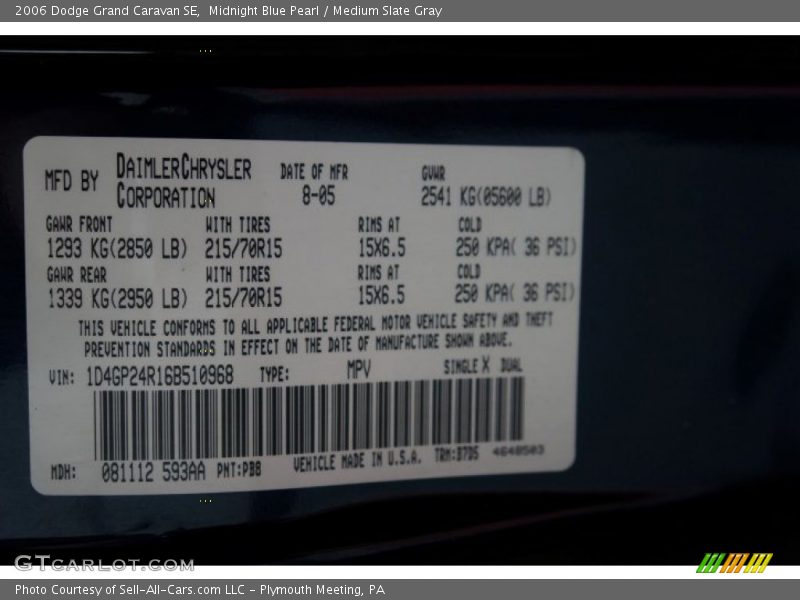 2006 Dodge Grand Caravan SE, Midnight Blue Pearl / Medium Slate Gray
MFD BY DAIMLERCHRYSLER CORPORATION DATE OF MFR 8-05 GVWR 2541 KG(05600 LB)
GAWR FRONT WITH TIRES RIMS AT COLD
1293 KG(2850 LB) 215/70R15 15X6.5 250 KPA( 36 PSI)
GAWR REAR WITH TIRES RIMS AT COLD
1339 KG(2950 LB) 215/70R15 15X6.5 250 KPA( 36 PSI)
THIS VEHICLE CONFORMS TO ALL APPLICABLE FEDERAL MOTOR VEHICLE SAFETY AND THEFT
PREVENTION STANDARDS IN EFFECT ON THE DATE OF MANUFACTURE SHOWN ABOVE.
VIN: 1D4GP24R16B510968 TYPE: MPV SINGLE X DUAL
MDH: 081112 593AA PNT:PB8 VEHICLE MADE IN U.S.A. TRM:B7D5 4648503
GTCARLOT.COM
Photo Courtesy of Sell-All-Cars.com LLC - Plymouth Meeting, PA